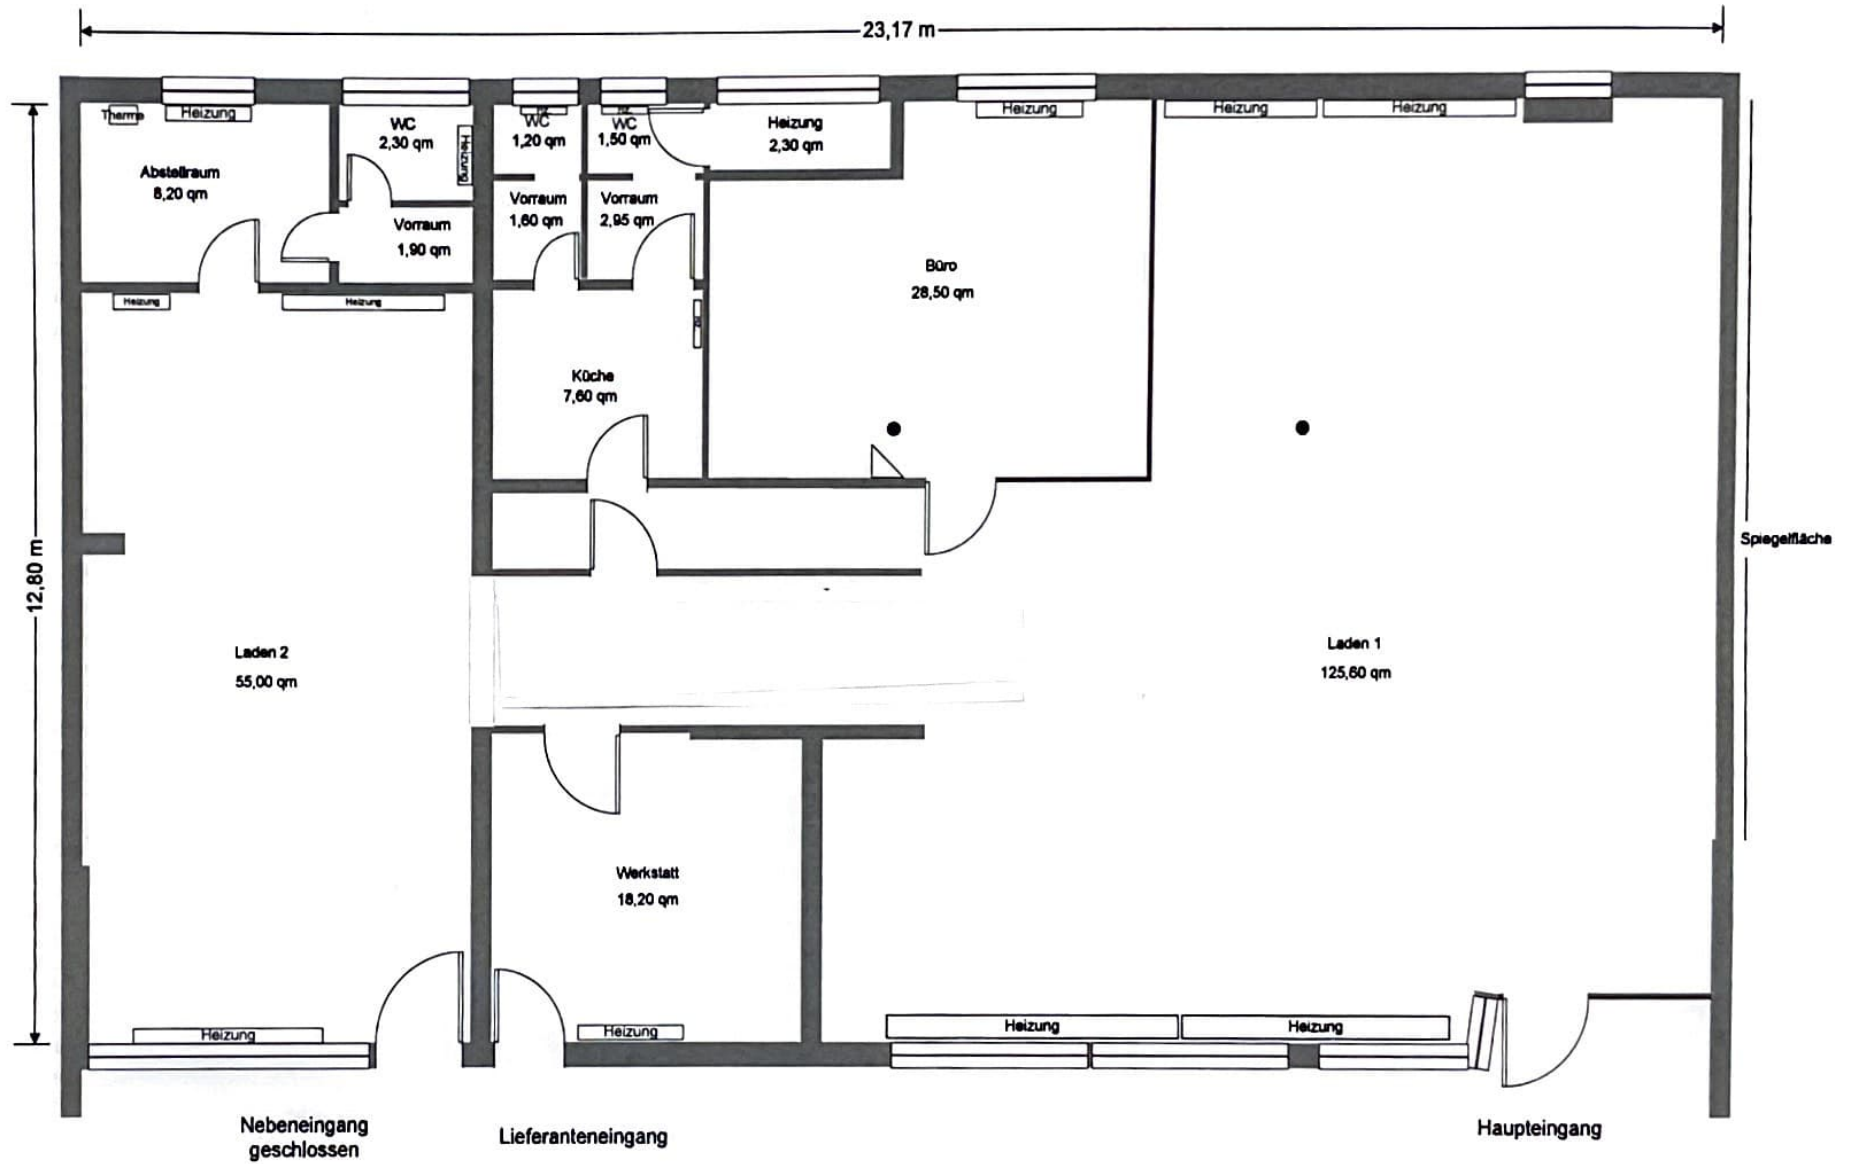 23,17 m
Therme
Heizung
WC
2,30 qm
Heizung
WC
1,20 qm
HZ
WC
1,50 qm
Heizung
2,30 qm
Heizung
Heizung
Heizung
Abstellraum
8,20 qm
Vorraum
1,90 qm
Vorraum
1,60 qm
Vorraum
2,95 qm
Heizung
Heizung
Büro
28,50 qm
Küche
7,60 qm
12,80 m
Spiegelfläche
Laden 2
55,00 qm
Laden 1
125,60 qm
Werkstatt
18,20 qm
Heizung
Heizung
Heizung
Heizung
Nebeneingang
geschlossen
Lieferanteneingang
Haupteingang